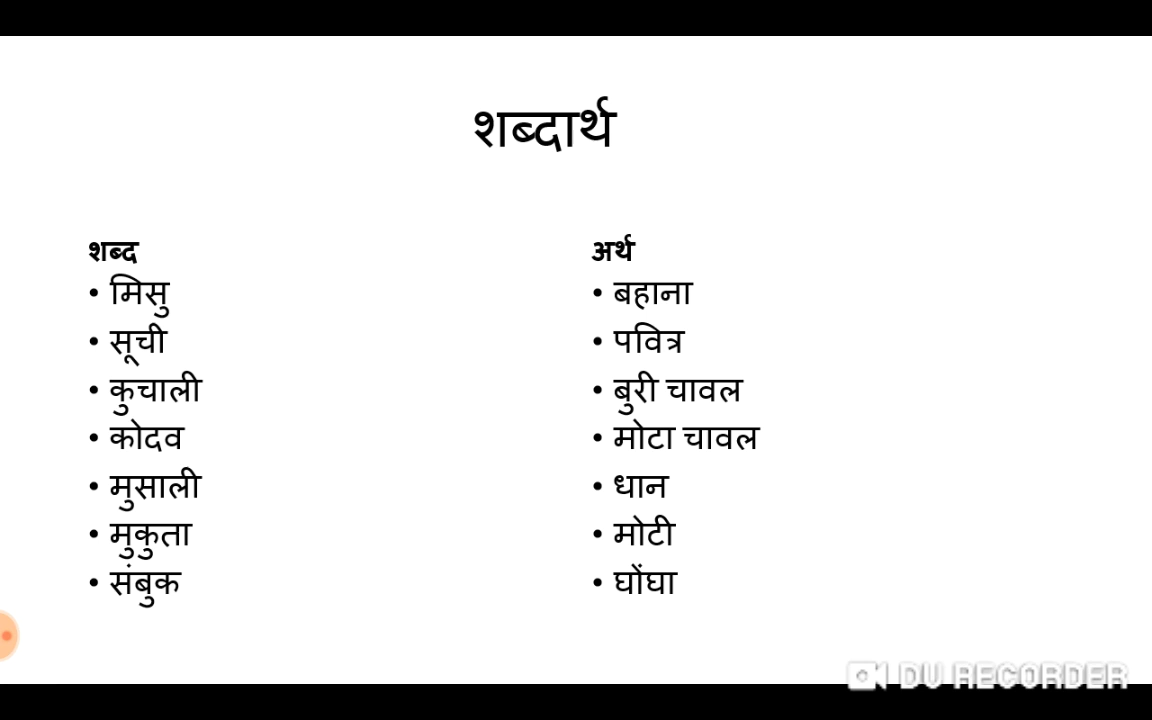 शब्दार्थ
शब्द
• मिसु
• सूची
• कुचाली
• कोदव
• मुसाली
• मुकुता
• संबुक
अर्थ
• बहाना
• पवित्र
• बुरी चावल
• मोटा चावल
• धान
• मोटी
• घोंघा
DU RECORDER